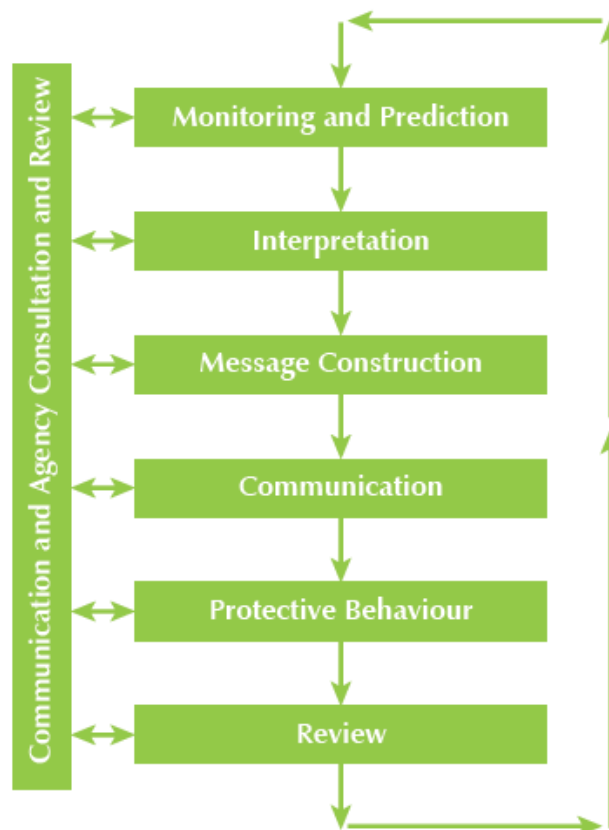 Communication and Agency Consultation and Review
Monitoring and Prediction
Interpretation
Message Construction
Communication
Protective Behaviour
Review